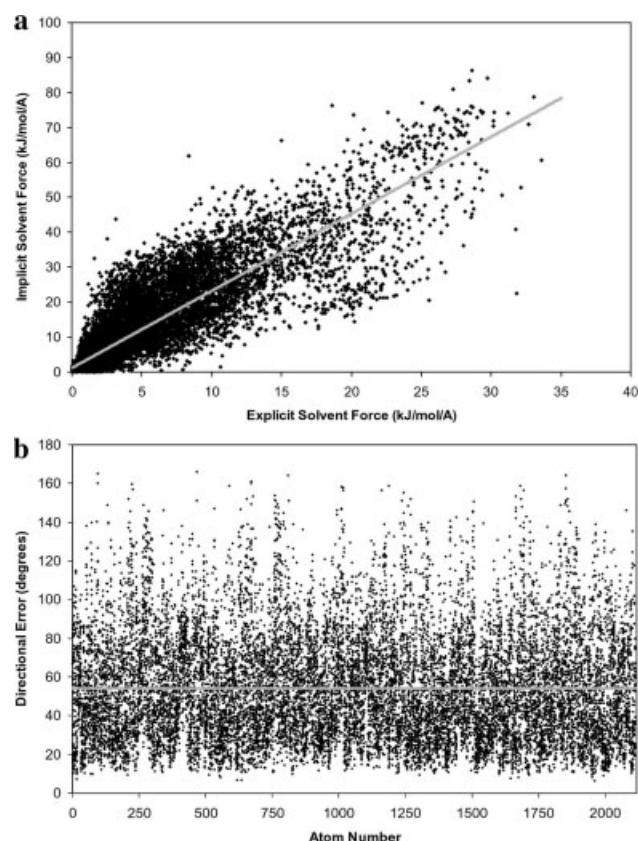 a
100
90
80
70
60
50
40
30
20
10
0
Implicit Solvent Force (kJ/mol/A)
0 5 10 15 20 25 30 35 40
Explicit Solvent Force (kJ/mol/A)
b
180
160
140
120
100
80
60
40
20
0
Directional Error (degrees)
0 250 500 750 1000 1250 1500 1750 2000
Atom Number